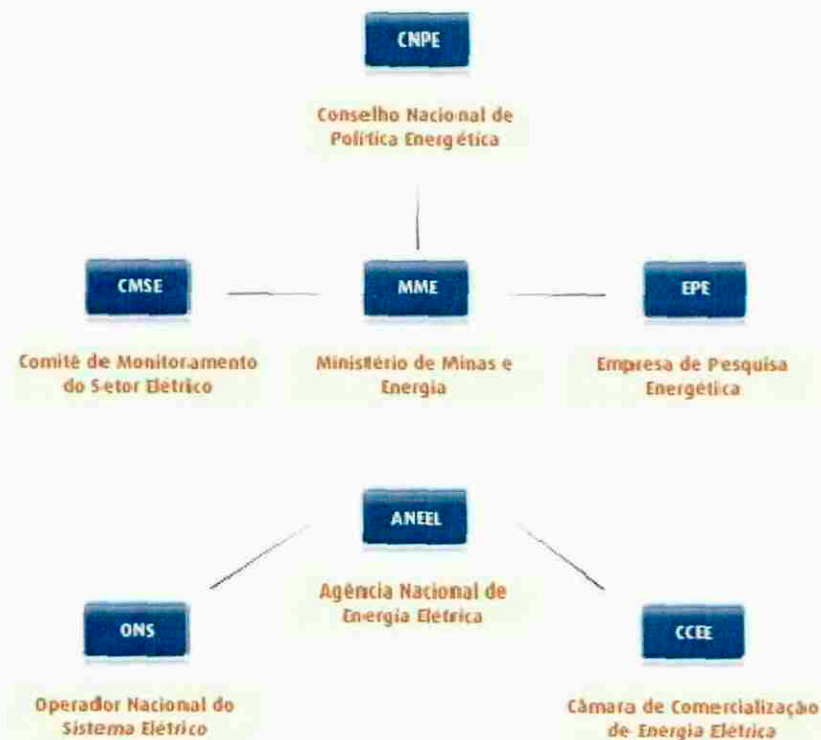 CNPE
Conselho Nacional de
Política Energética
CMSE
MME
EPE
Comitê de Monitoramento
do Setor Elétrico
Ministério de Minas e
Energia
Empresa de Pesquisa
Energética
ANEEL
Agência Nacional de
Energia Elétrica
ONS
CCEE
Operador Nacional do
Sistema Elétrico
Câmara de Comercialização
de Energia Elétrica